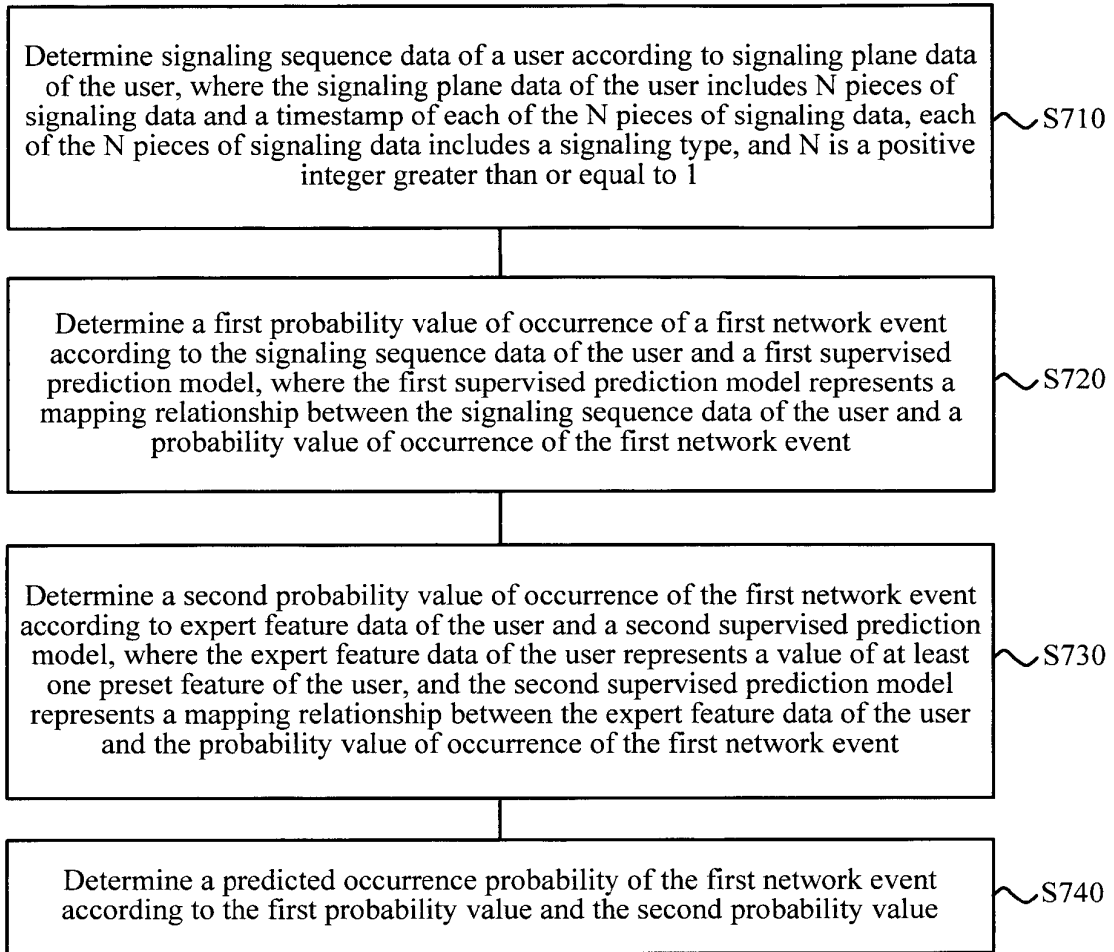 Determine signaling sequence data of a user according to signaling plane data
of the user, where the signaling plane data of the user includes N pieces of
signaling data and a timestamp of each of the N pieces of signaling data, each
of the N pieces of signaling data includes a signaling type, and N is a positive
integer greater than or equal to 1
S710
Determine a first probability value of occurrence of a first network event
according to the signaling sequence data of the user and a first supervised
prediction model, where the first supervised prediction model represents a
mapping relationship between the signaling sequence data of the user and a
probability value of occurrence of the first network event
S720
Determine a second probability value of occurrence of the first network event
according to expert feature data of the user and a second supervised prediction
model, where the expert feature data of the user represents a value of at least
one preset feature of the user, and the second supervised prediction model
represents a mapping relationship between the expert feature data of the user
and the probability value of occurrence of the first network event
S730
Determine a predicted occurrence probability of the first network event
according to the first probability value and the second probability value
S740